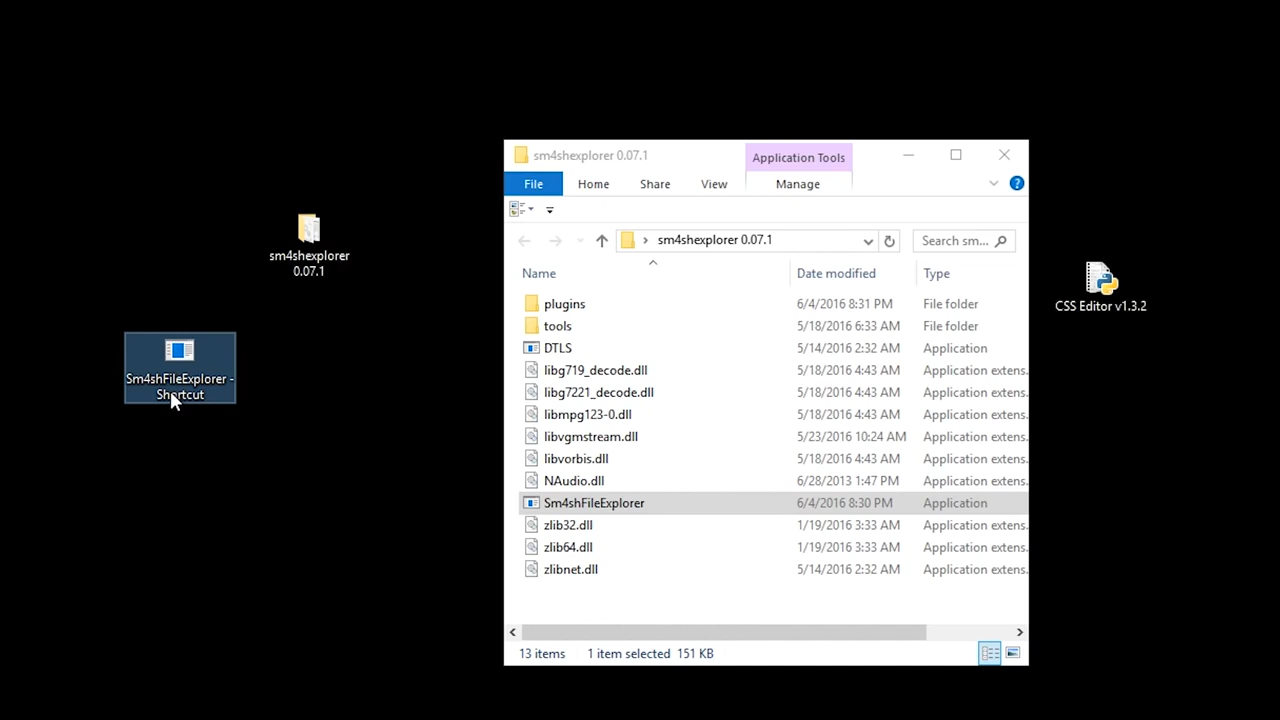 sm4shexplorer
0.07.1
Sm4shFileExplorer -
Shortcut
sm4shexplorer 0.07.1
Application Tools
File
Home
Share
View
Manage
sm4shexplorer 0.07.1
Search sm...
Name
Date modified
Type
plugins 6/4/2016 8:31 PM File folder
tools 5/18/2016 6:33 AM File folder
DTLS 5/14/2016 2:32 AM Application
libg719_decode.dll 5/18/2016 4:43 AM Application extens.
libg7221_decode.dll 5/18/2016 4:43 AM Application extens.
libmpg123-0.dll 5/18/2016 4:43 AM Application extens.
libvgmstream.dll 5/23/2016 10:24 AM Application extens.
libvorbis.dll 5/18/2016 4:43 AM Application extens.
NAudio.dll 6/28/2013 1:47 PM Application extens.
Sm4shFileExplorer 6/4/2016 8:30 PM Application
zlib32.dll 1/19/2016 3:33 AM Application extens.
zlib64.dll 1/19/2016 3:33 AM Application extens.
zlibnet.dll 5/14/2016 2:32 AM Application extens.
13 items 1 item selected 151 KB
CSS Editor v1.3.2